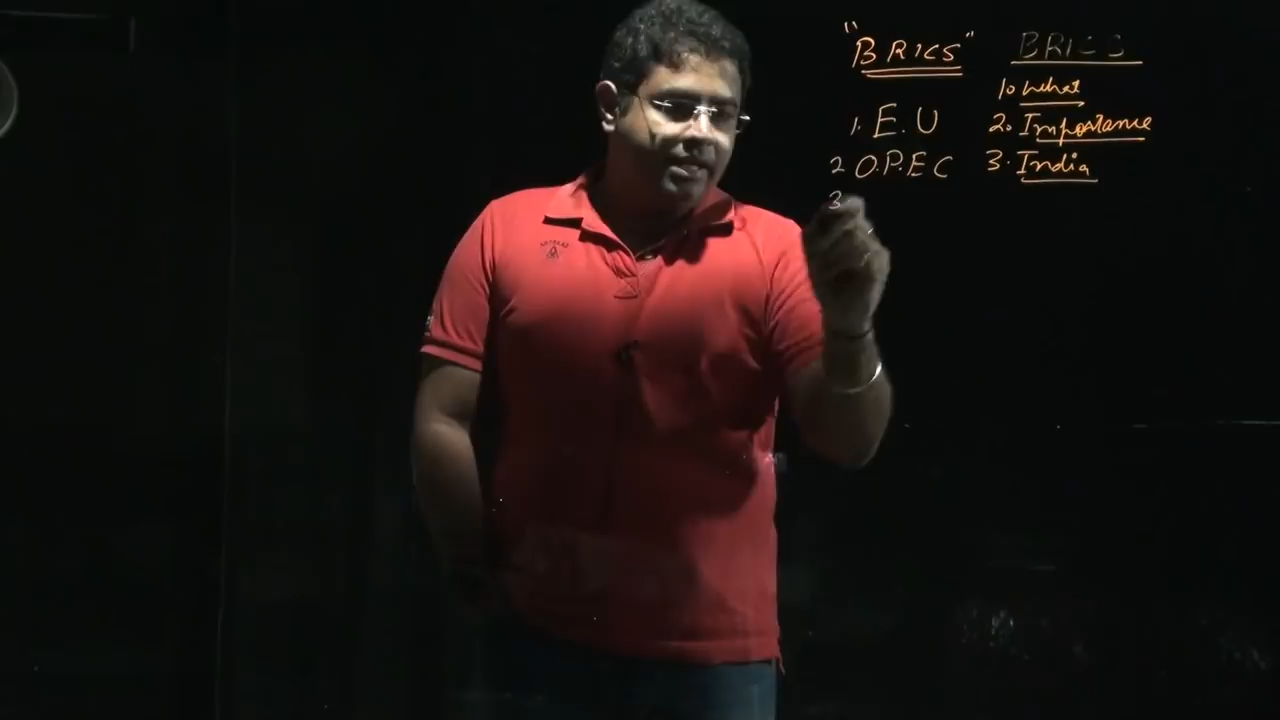 "BRICS"
1. E.U
2 O.P.E C
3
BRICS
1. What
2. Importance
3. India